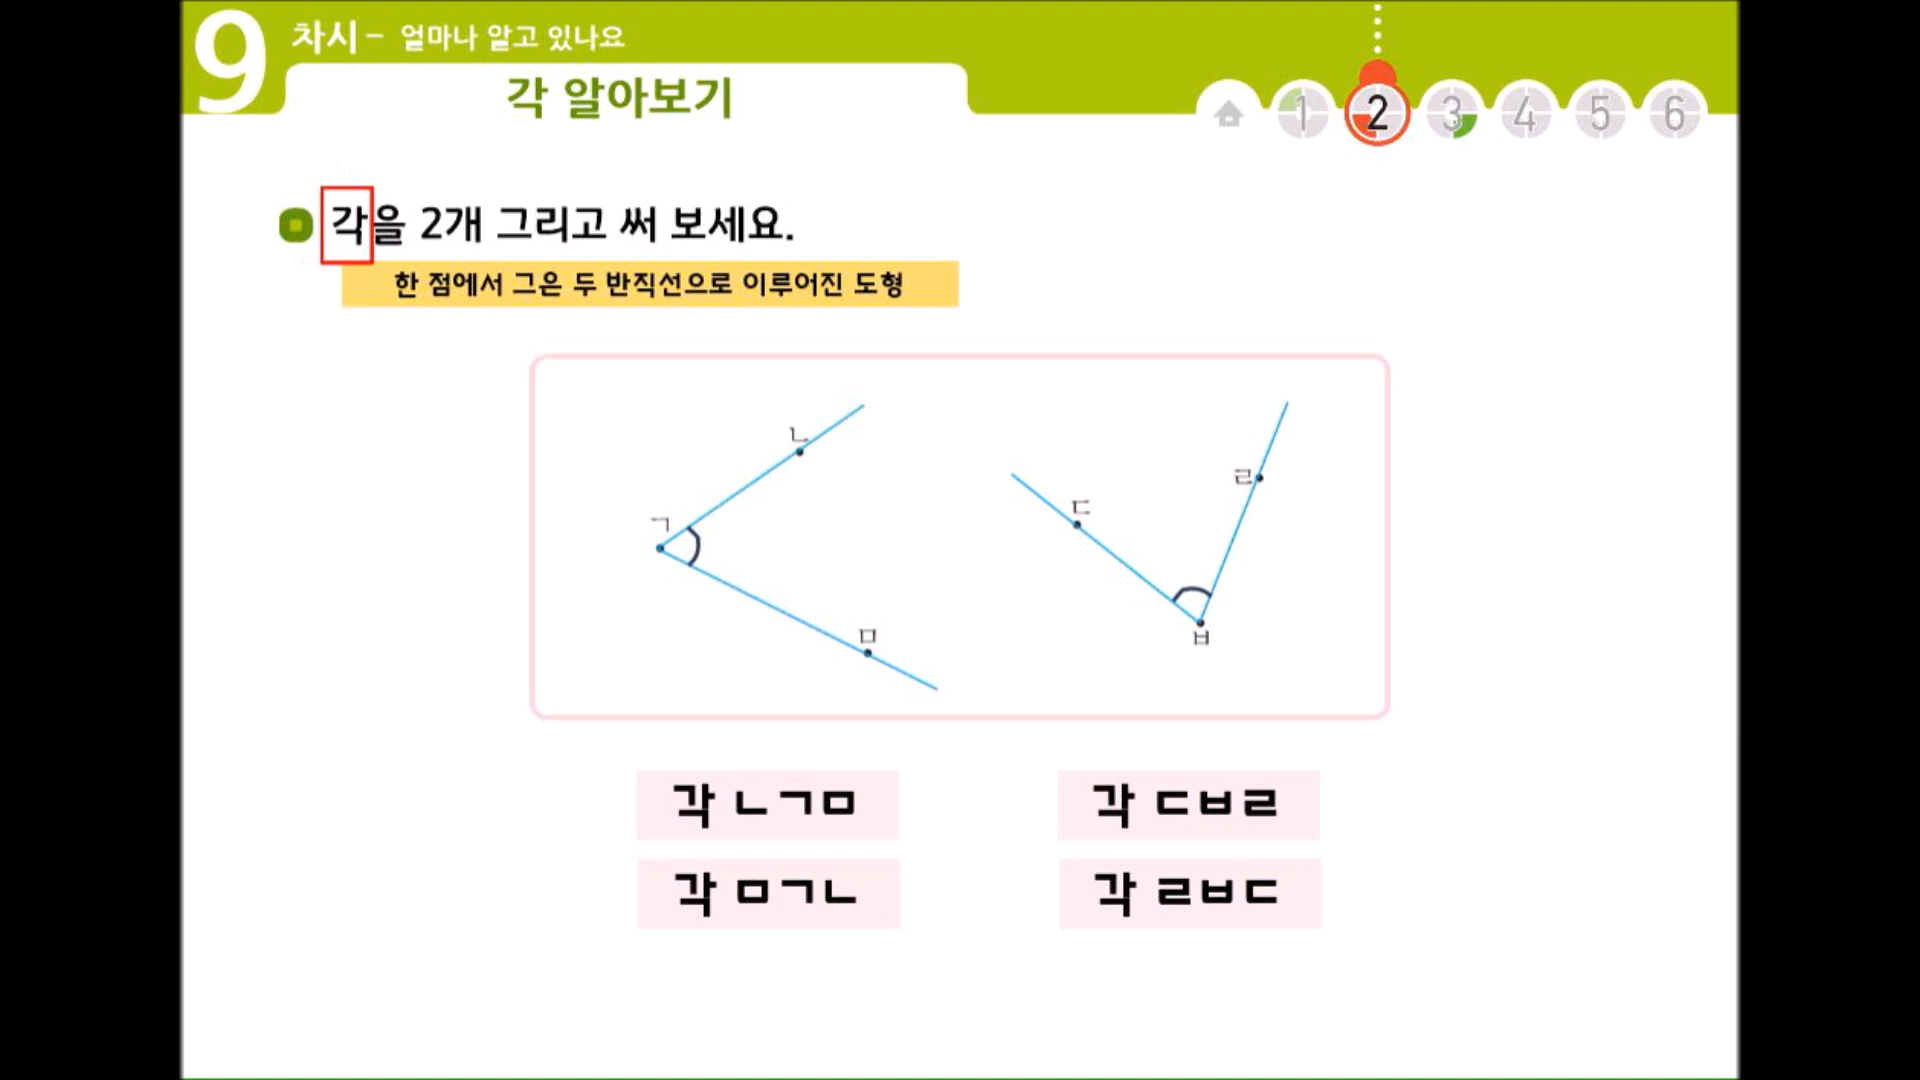 9 차시 – 얼마나 알고 있나요
각 알아보기
1 2 3 4 5 6
각을 2개 그리고 써 보세요.
한 점에서 그은 두 반직선으로 이루어진 도형
ㄴ
ㄱ
ㅁ
ㄷ
ㄹ
ㅂ
각 ㄴㄱㅁ
각 ㄷㅂㄹ
각 ㅁㄱㄴ
각 ㄹㅂㄷ